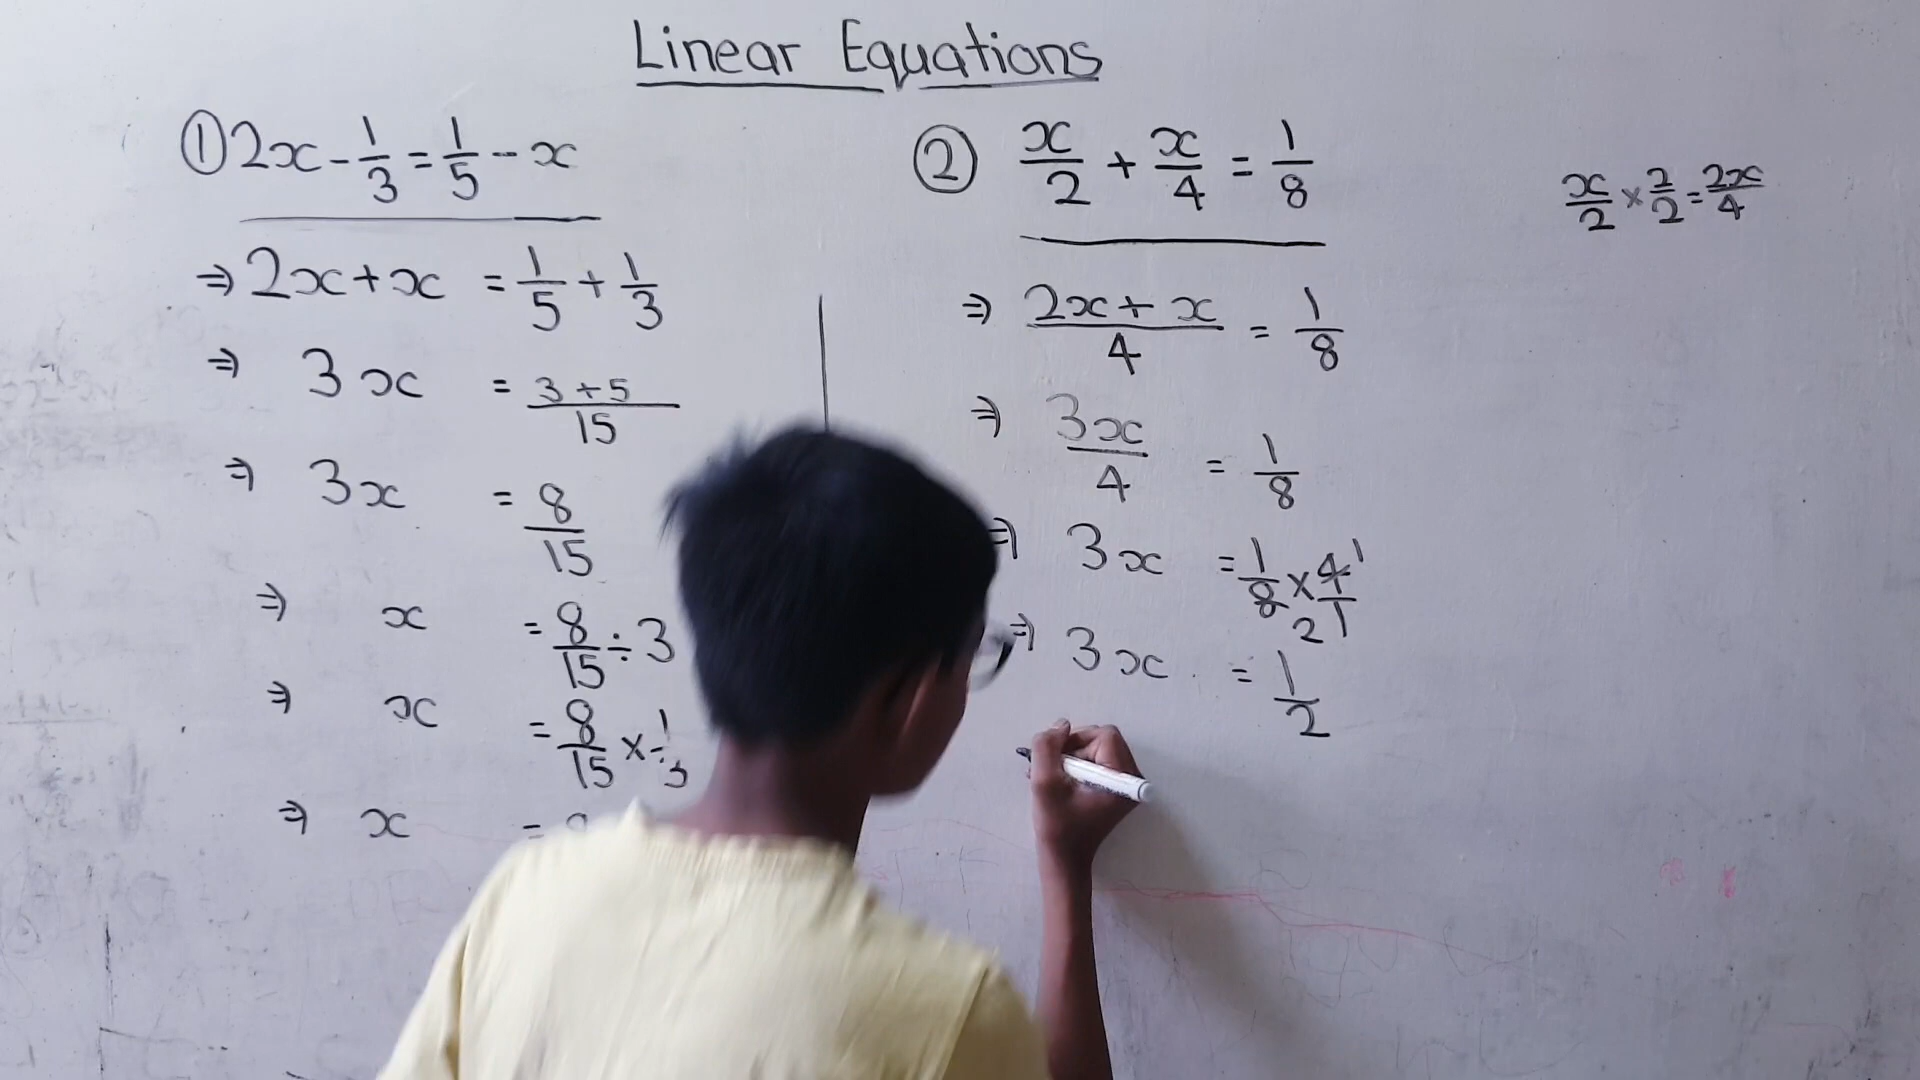 Linear Equations
① 2x - 1/3 = 1/5 - x
⇒ 2x + x = 1/5 + 1/3
⇒ 3x = 3+5/15
⇒ 3x = 8/15
⇒ x = 8/15 ÷ 3
⇒ x = 8/15 × 1/3
⇒ x =
② x/2 + x/4 = 1/8
⇒ 2x + x/4 = 1/8
⇒ 3x/4 = 1/8
⇒ 3x = 1/8 × 4/1
1
2
⇒ 3x = 1/2
x/2 × 2/2 = 2x/4